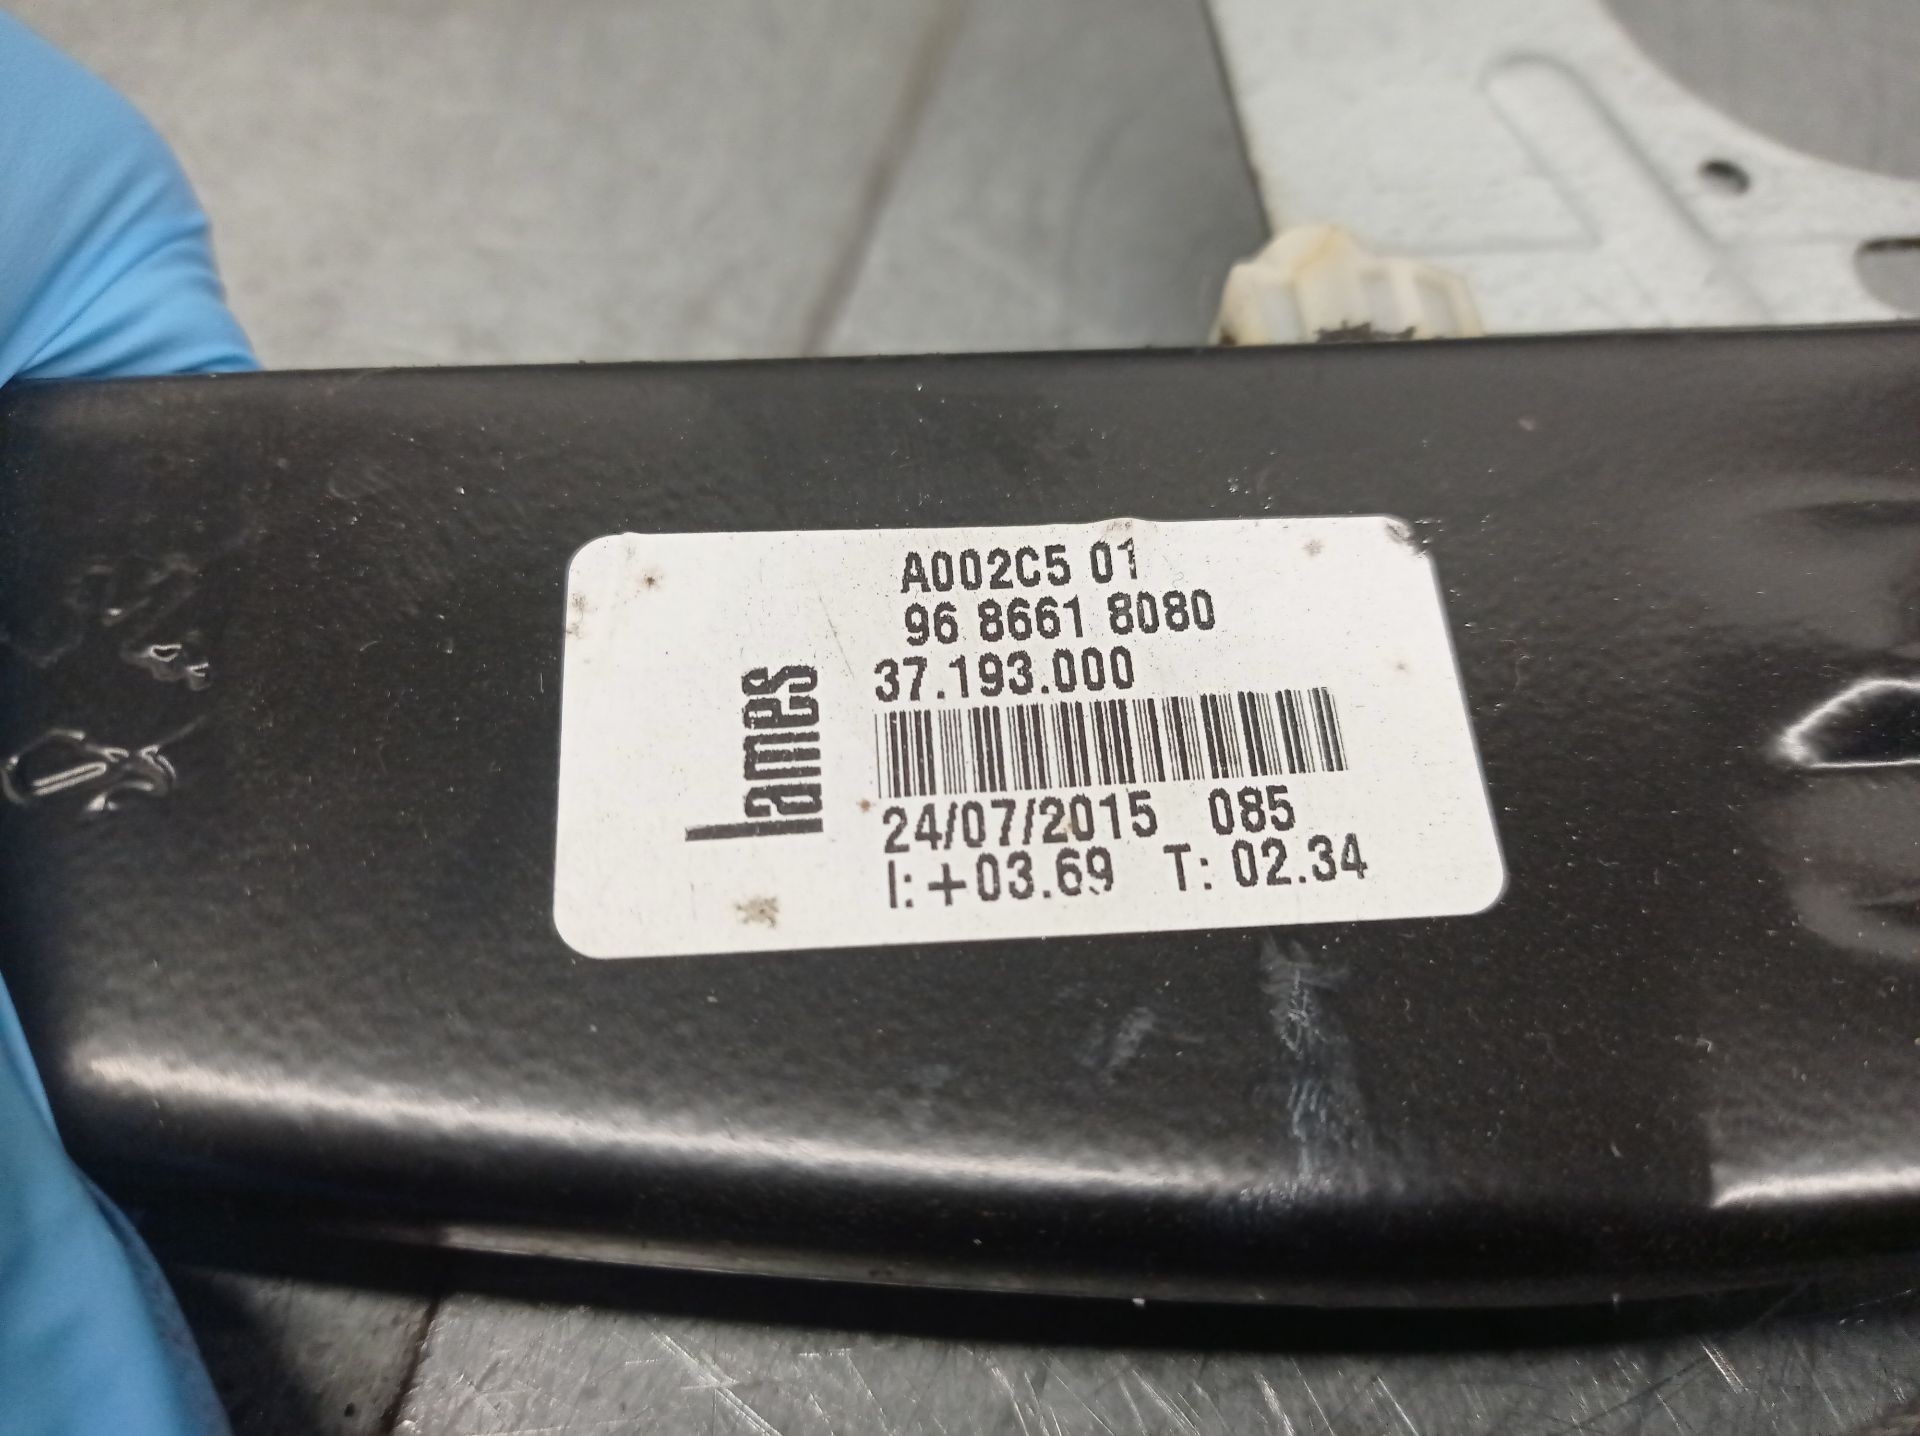 A002C5 01
96 8661 8080
37.193.000
lames
24/07/2015 085
I: +03.69 T: 02.34